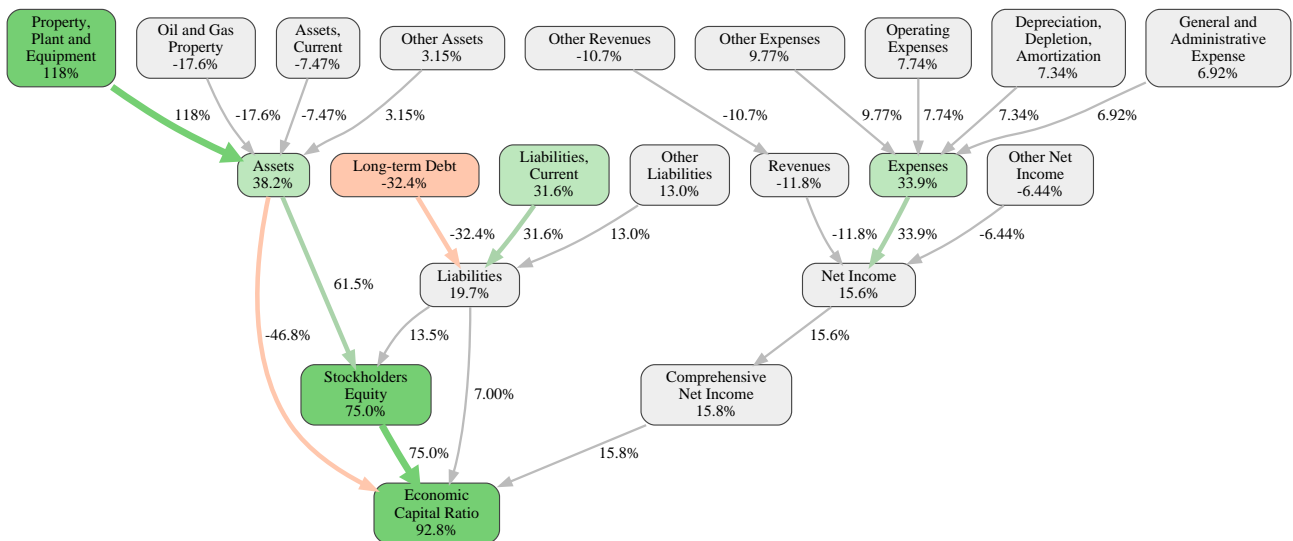 Property,
Plant and
Equipment
118%
Oil and Gas
Property
-17.6%
Assets,
Current
-7.47%
Other Assets
3.15%
Other Revenues
-10.7%
Other Expenses
9.77%
Operating
Expenses
7.74%
Depreciation,
Depletion,
Amortization
7.34%
General and
Administrative
Expense
6.92%
118%
-17.6%
-7.47%
3.15%
-10.7%
9.77%
7.74%
7.34%
6.92%
Assets
38.2%
Long-term Debt
-32.4%
Liabilities,
Current
31.6%
Other
Liabilities
13.0%
Revenues
-11.8%
Expenses
33.9%
Other Net
Income
-6.44%
-32.4%
31.6%
13.0%
-11.8%
33.9%
-6.44%
61.5%
Liabilities
19.7%
Net Income
15.6%
-46.8%
13.5%
15.6%
Stockholders
Equity
75.0%
7.00%
Comprehensive
Net Income
15.8%
75.0%
15.8%
Economic
Capital Ratio
92.8%